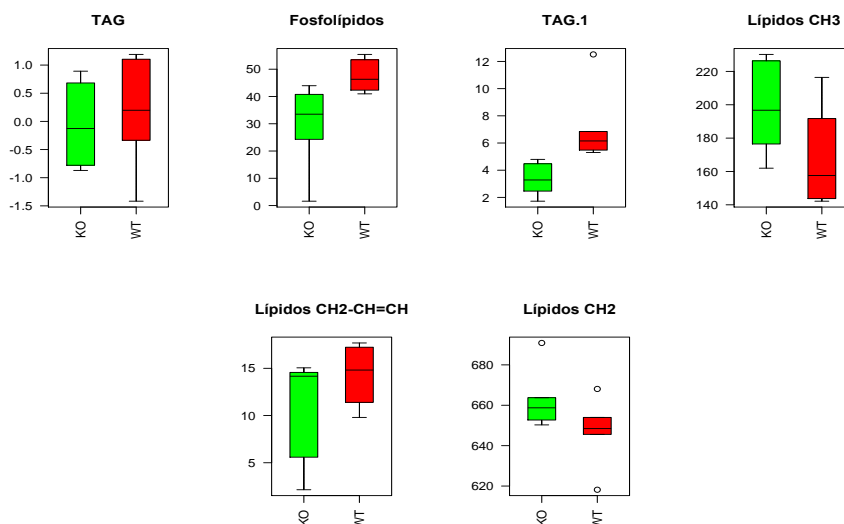 TAG
1.0
0.5
0.0
-0.5
-1.0
-1.5
KO
WT
Fosfolípidos
50
40
30
20
10
0
KO
WT
TAG.1
12
10
8
6
4
2
KO
WT
Lípidos CH3
220
200
180
160
140
KO
WT
Lípidos CH2-CH=CH
15
10
5
KO
WT
Lípidos CH2
680
660
640
620
KO
WT